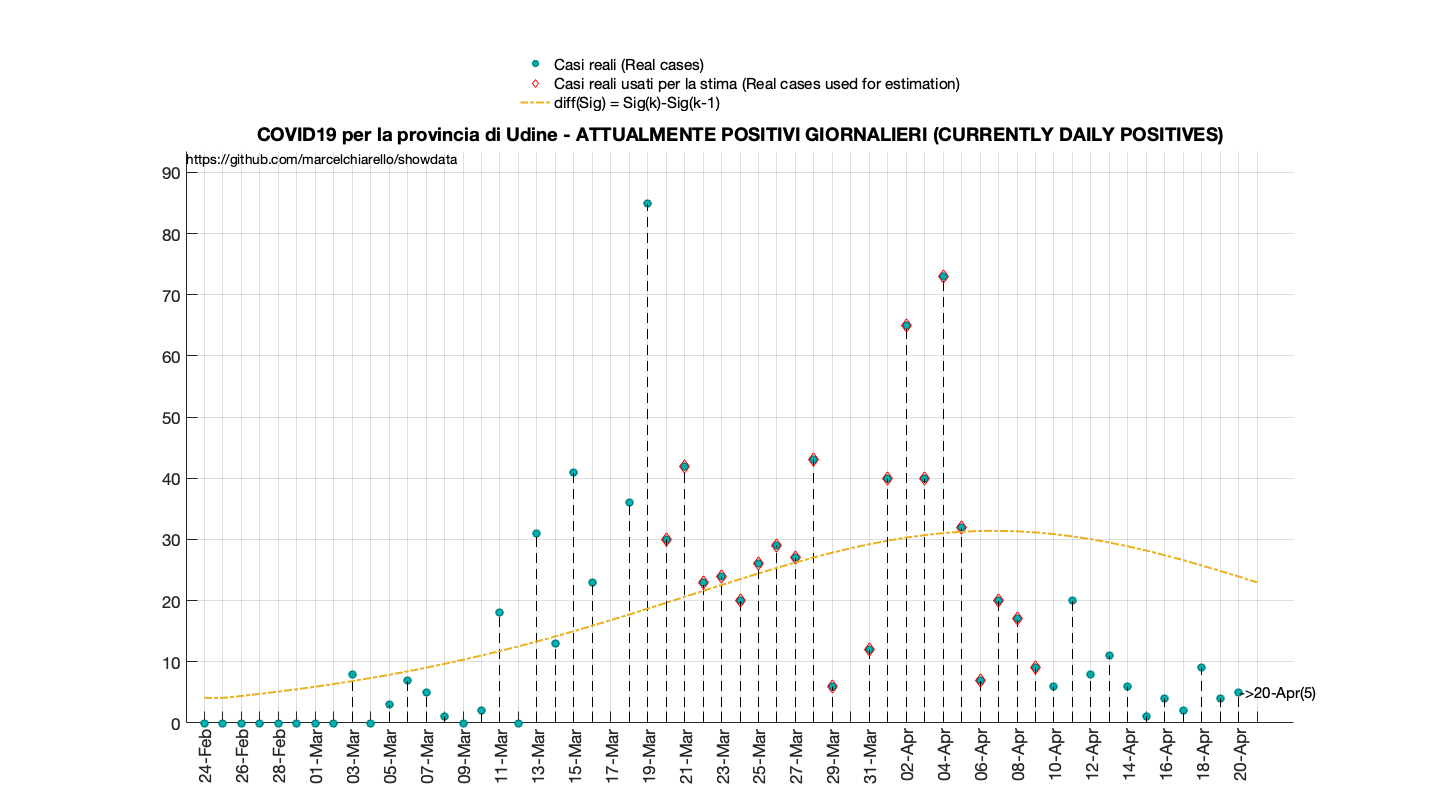 Casi reali (Real cases)
Casi reali usati per la stima (Real cases used for estimation)
diff(Sig) = Sig(k)-Sig(k-1)
COVID19 per la provincia di Udine - ATTUALMENTE POSITIVI GIORNALIERI (CURRENTLY DAILY POSITIVES)
https://github.com/marcelchiarello/showdata
90
80
70
60
50
40
30
20
10
0
->20-Apr(5)
24-Feb
26-Feb
28-Feb
01-Mar
03-Mar
05-Mar
07-Mar
09-Mar
11-Mar
13-Mar
15-Mar
17-Mar
19-Mar
21-Mar
23-Mar
25-Mar
27-Mar
29-Mar
31-Mar
02-Apr
04-Apr
06-Apr
08-Apr
10-Apr
12-Apr
14-Apr
16-Apr
18-Apr
20-Apr